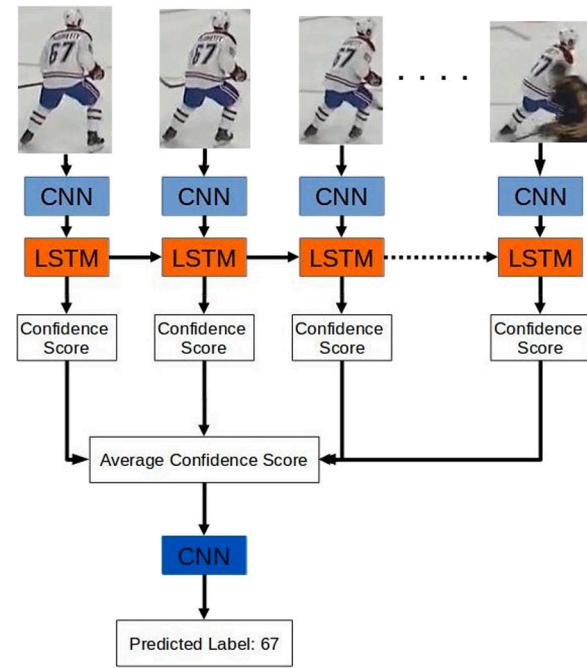 67
67
67
CNN CNN CNN CNN
LSTM LSTM LSTM LSTM
Confidence Score
Confidence Score
Confidence Score
Confidence Score
Average Confidence Score
CNN
Predicted Label: 67